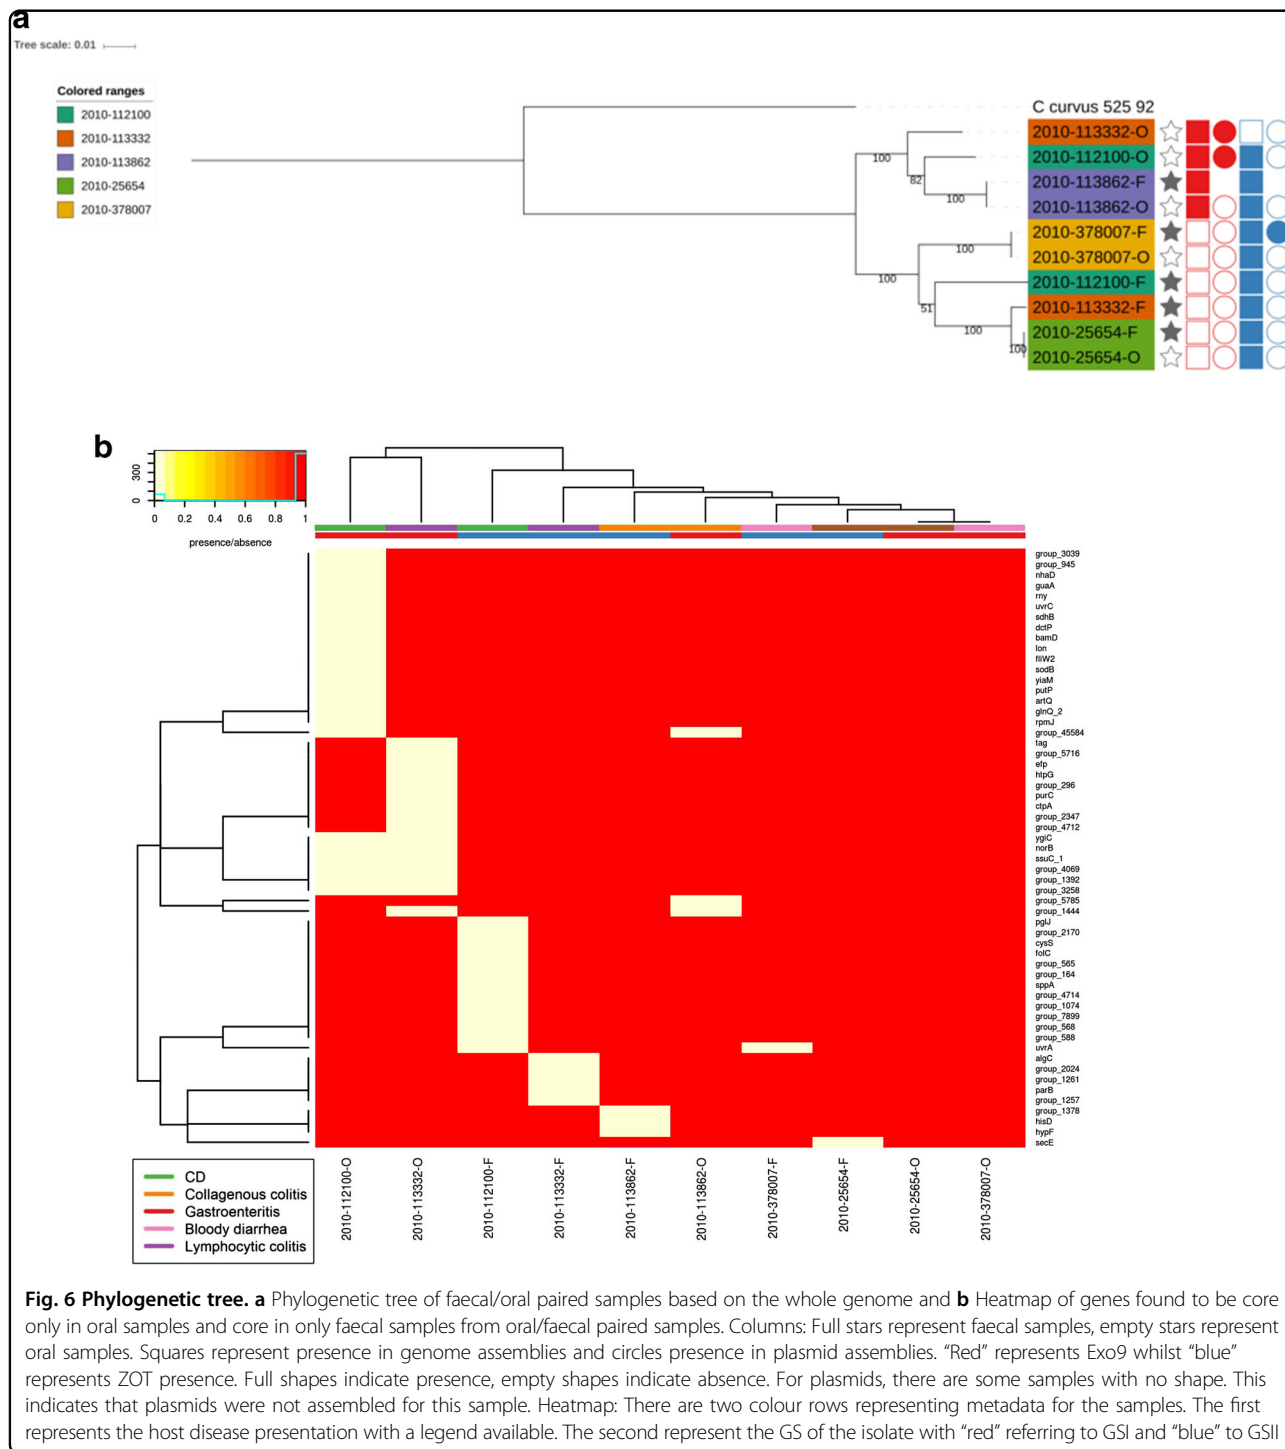 a
Tree scale: 0.01
Colored ranges
2010-112100
2010-113332
2010-113862
2010-25654
2010-378007
C curvus 525 92
2010-113332-O
2010-112100-O
2010-113862-F
2010-113862-O
2010-378007-F
2010-378007-O
2010-112100-F
2010-113332-F
2010-25654-F
2010-25654-O
100
82
100
100
100
51
100
100
b
0 300
0 0.2 0.4 0.6 0.8 1
presence/absence
group_3039
group_945
nhaD
guaA
rny
uvrC
sdhB
dctP
bamD
lon
fliW2
sodB
yiaM
putP
artQ
glnQ_2
rpmJ
group_45584
tag
group_5716
efp
htpG
group_296
purC
ctpA
group_2347
group_4712
ygiC
norB
ssuC_1
group_4069
group_1392
group_3258
group_5785
group_1444
pglJ
group_2170
cysS
folC
group_565
group_164
sppA
group_4714
group_1074
group_7899
group_568
group_588
uvrA
algC
group_2024
group_1261
parB
group_1257
group_1378
hisD
hypF
secE
2010-112100-O
2010-113332-O
2010-112100-F
2010-113332-F
2010-113862-F
2010-113862-O
2010-378007-F
2010-25654-F
2010-25654-O
2010-378007-O
CD
Collagenous colitis
Gastroenteritis
Bloody diarrhea
Lymphocytic colitis
Fig. 6 Phylogenetic tree. a Phylogenetic tree of faecal/oral paired samples based on the whole genome and b Heatmap of genes found to be core
only in oral samples and core in only faecal samples from oral/faecal paired samples. Columns: Full stars represent faecal samples, empty stars represent
oral samples. Squares represent presence in genome assemblies and circles presence in plasmid assemblies. “Red” represents Exo9 whilst “blue”
represents ZOT presence. Full shapes indicate presence, empty shapes indicate absence. For plasmids, there are some samples with no shape. This
indicates that plasmids were not assembled for this sample. Heatmap: There are two colour rows representing metadata for the samples. The first
represents the host disease presentation with a legend available. The second represent the GS of the isolate with “red” referring to GSI and “blue” to GSII